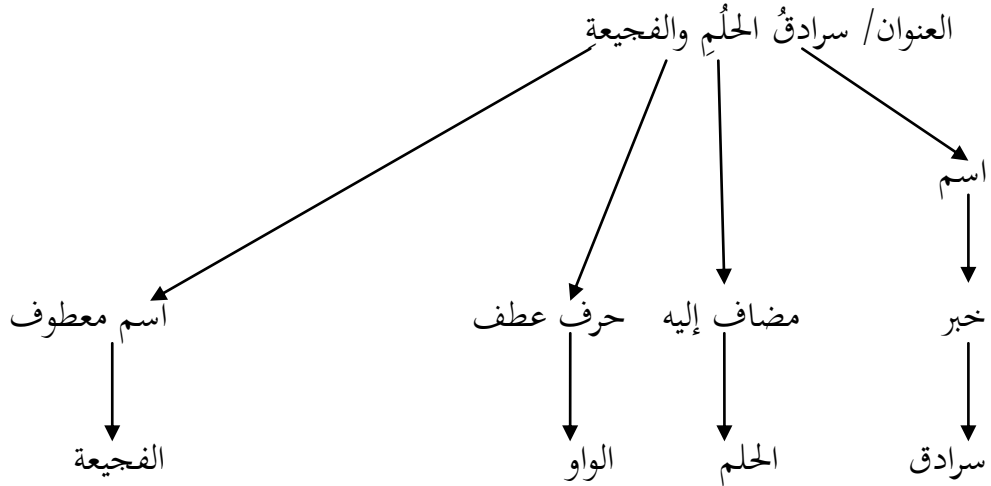 العنوان/ سرادقُ الحلُمِ والفجيعة
اسم
خبر مضاف إليه حرف عطف اسم معطوف
سرادق الحلم الواو الفجيعة